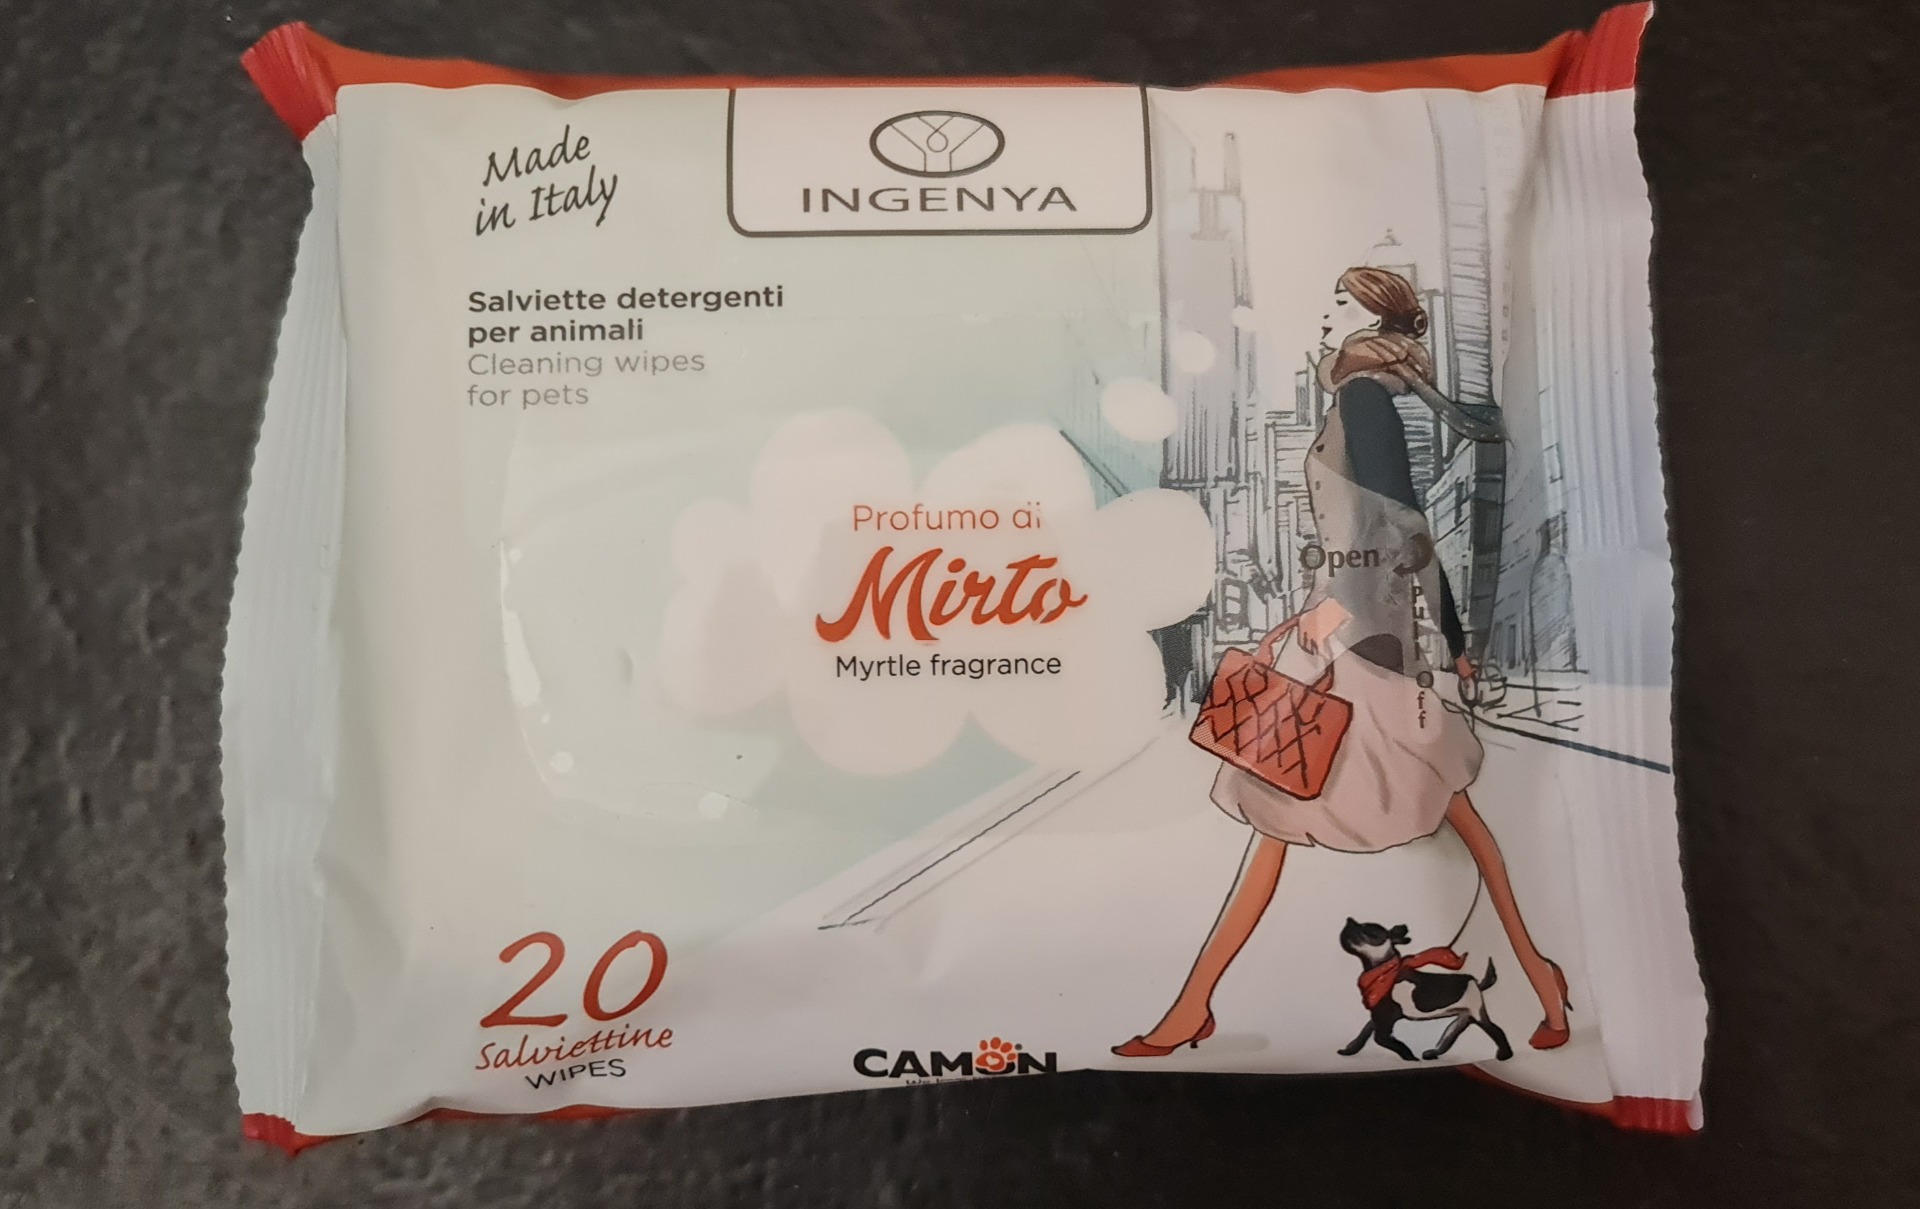 Made
in Italy
INGENYA
Salviette detergenti
per animali
Cleaning wipes
for pets
Profumo di
Mirto
Myrtle fragrance
Open
Pull Off
20
Salviettine
WIPES
CAMON